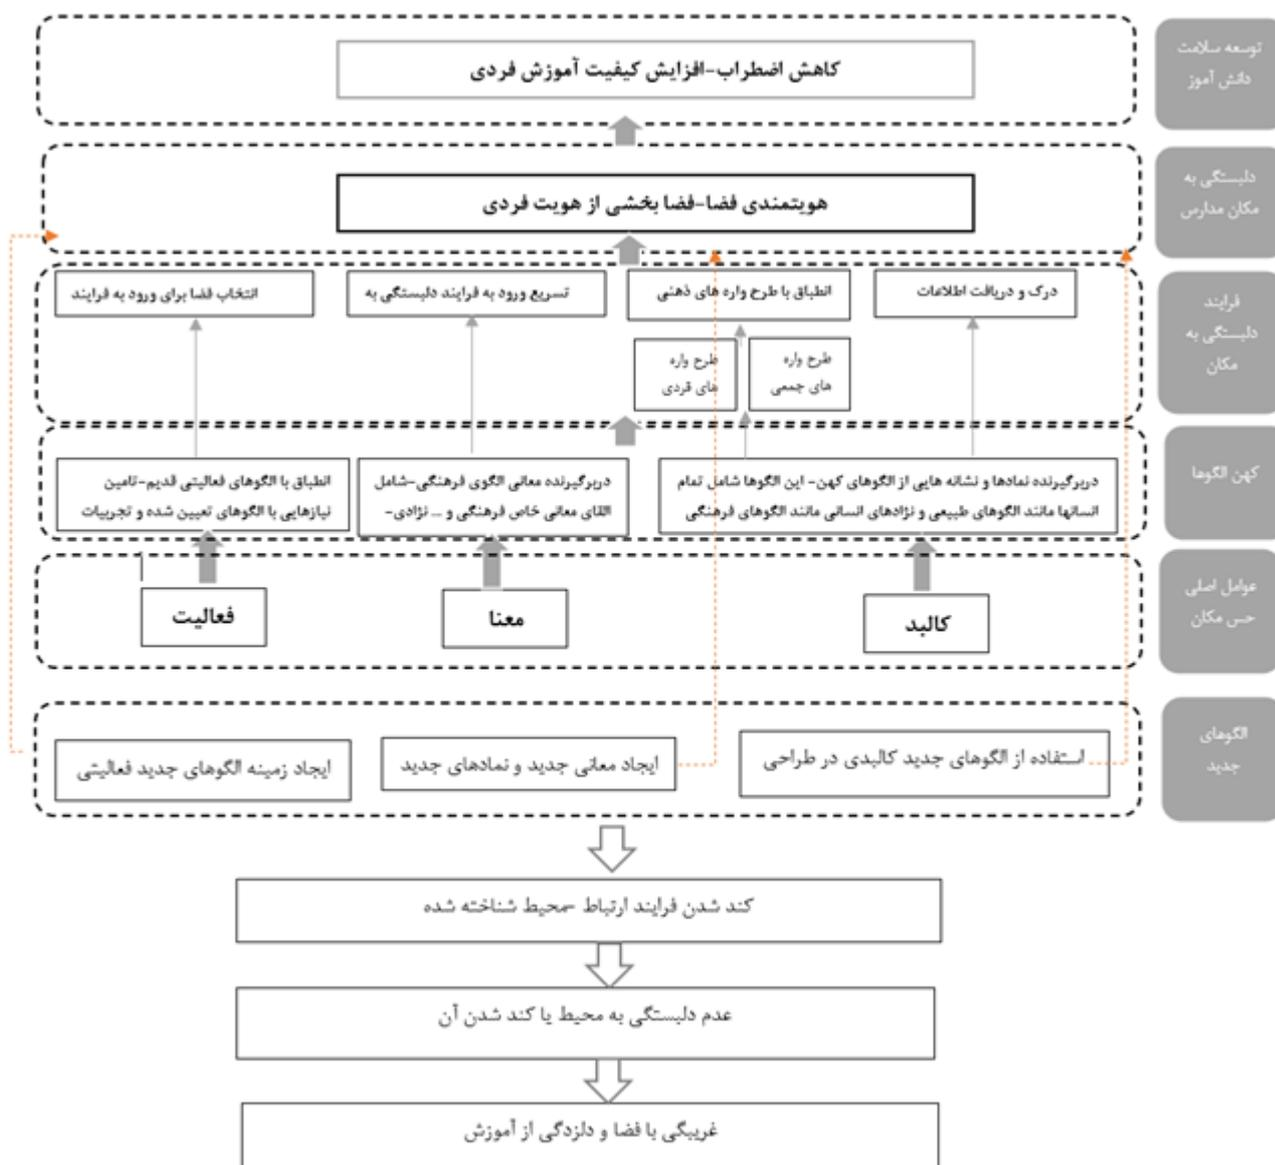 توسعه سلامت
دانش آموز
کاهش اضطراب-افزایش کیفیت آموزش فردی
دلبستگی به
مکان مدارس
هویتمندی فضا-فضا بخشی از هویت فردی
فرایند
دلبستگی به
مکان
درک و دریافت اطلاعات
انطباق با طرح واره های ذهنی
تسریع ورود به فرایند دلبستگی به
انتخاب فضا برای ورود به فرایند
طرح واره
های جمعی
طرح واره
های فردی
کهن الگوها
دربرگیرنده نمادها و نشانه هایی از الگوهای کهن- این الگوها شامل تمام
انسانها مانند الگوهای طبیعی و نژادهای انسانی مانند الگوهای فرهنگی
دربرگیرنده معانی الگوی فرهنگی-شامل
القای معانی خاص فرهنگی و ... نژادی-
انطباق با الگوهای فعالیتی قدیم-تامین
نیازهایی با الگوهای تعیین شده و تجربیات
عوامل اصلی
حس مکان
کالبد
معنا
فعالیت
الگوهای
جدید
استفاده از الگوهای جدید کالبدی در طراحی
ایجاد معانی جدید و نمادهای جدید
ایجاد زمینه الگوهای جدید فعالیتی
کند شدن فرایند ارتباط -محیط شناخته شده
عدم دلبستگی به محیط یا کند شدن آن
غریبگی با فضا و دلزدگی از آموزش